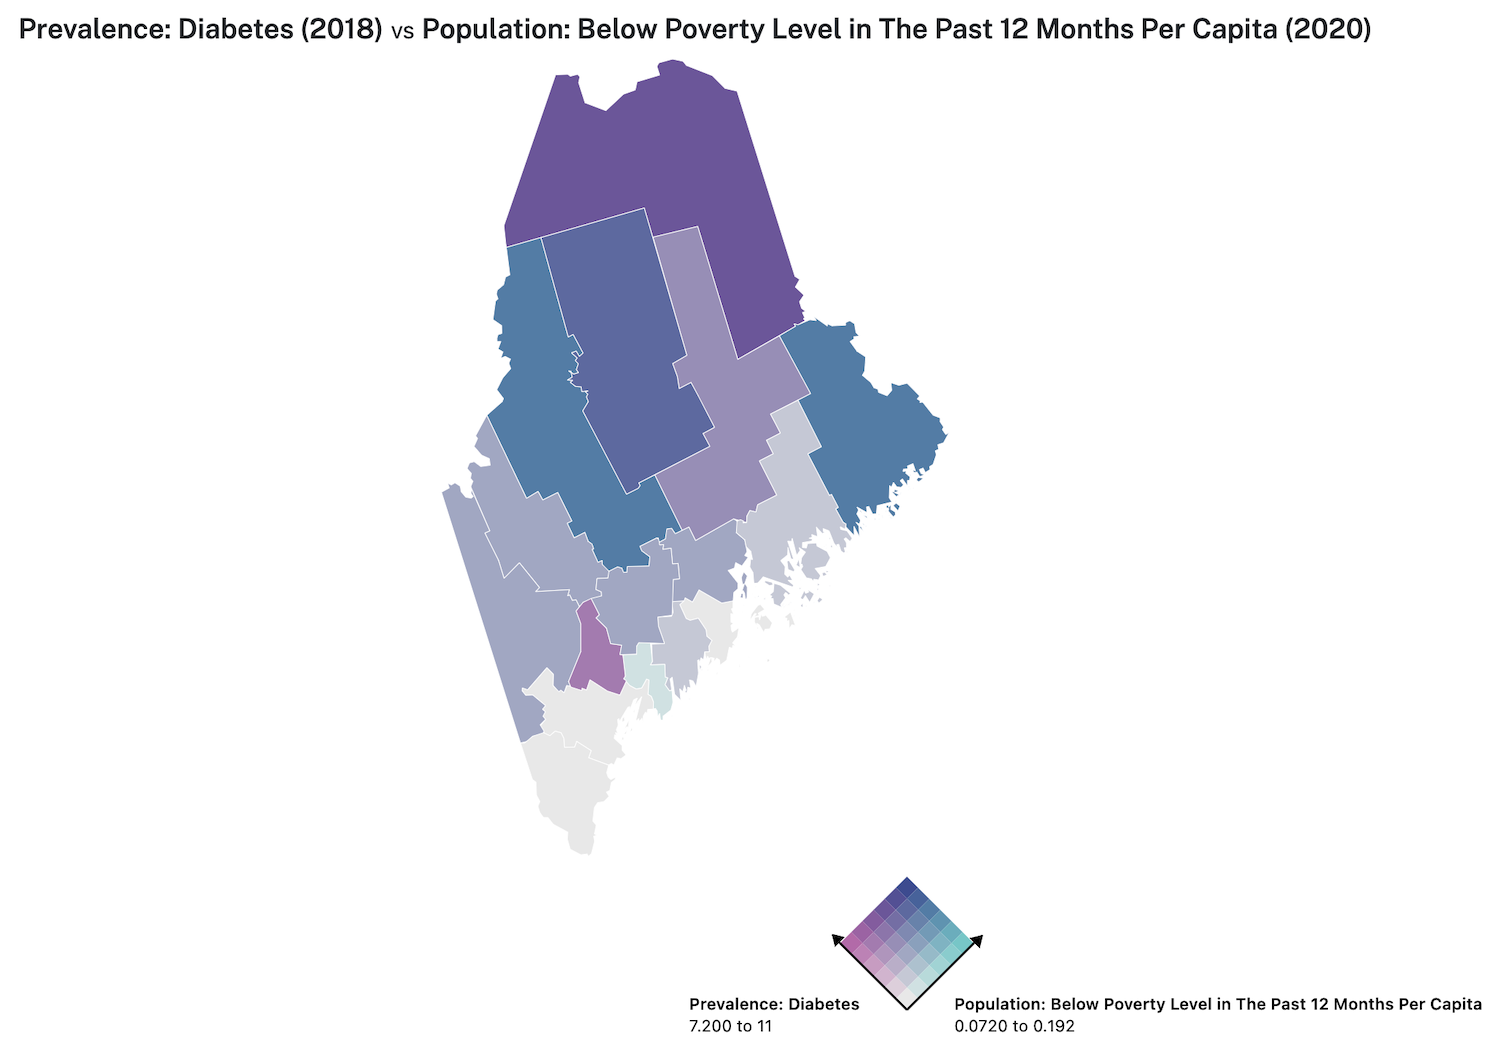 Prevalence: Diabetes (2018) vs Population: Below Poverty Level in The Past 12 Months Per Capita (2020)
Prevalence: Diabetes
7.200 to 11
Population: Below Poverty Level in The Past 12 Months Per Capita
0.0720 to 0.192